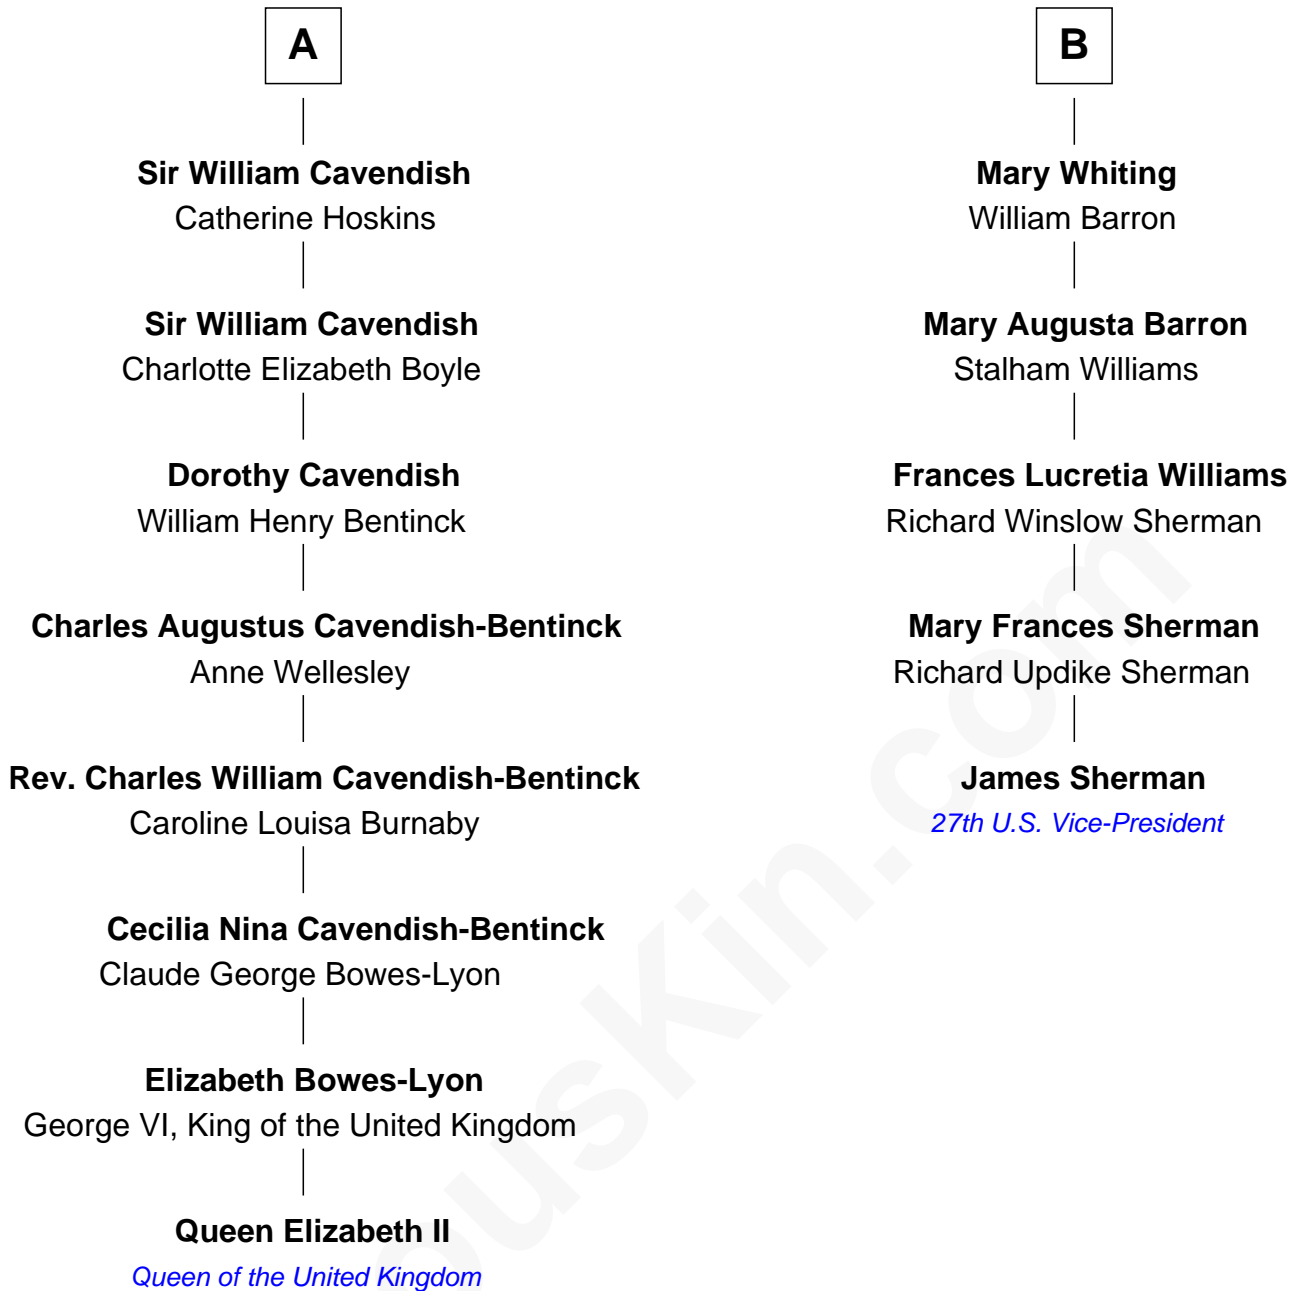 A
Sir William Cavendish
Catherine Hoskins
Sir William Cavendish
Charlotte Elizabeth Boyle
Dorothy Cavendish
William Henry Bentinck
Charles Augustus Cavendish-Bentinck
Anne Wellesley
Rev. Charles William Cavendish-Bentinck
Caroline Louisa Burnaby
Cecilia Nina Cavendish-Bentinck
Claude George Bowes-Lyon
Elizabeth Bowes-Lyon
George VI, King of the United Kingdom
Queen Elizabeth II
Queen of the United Kingdom
B
Mary Whiting
William Barron
Mary Augusta Barron
Stalham Williams
Frances Lucretia Williams
Richard Winslow Sherman
Mary Frances Sherman
Richard Updike Sherman
James Sherman
27th U.S. Vice-President
ousKin.com